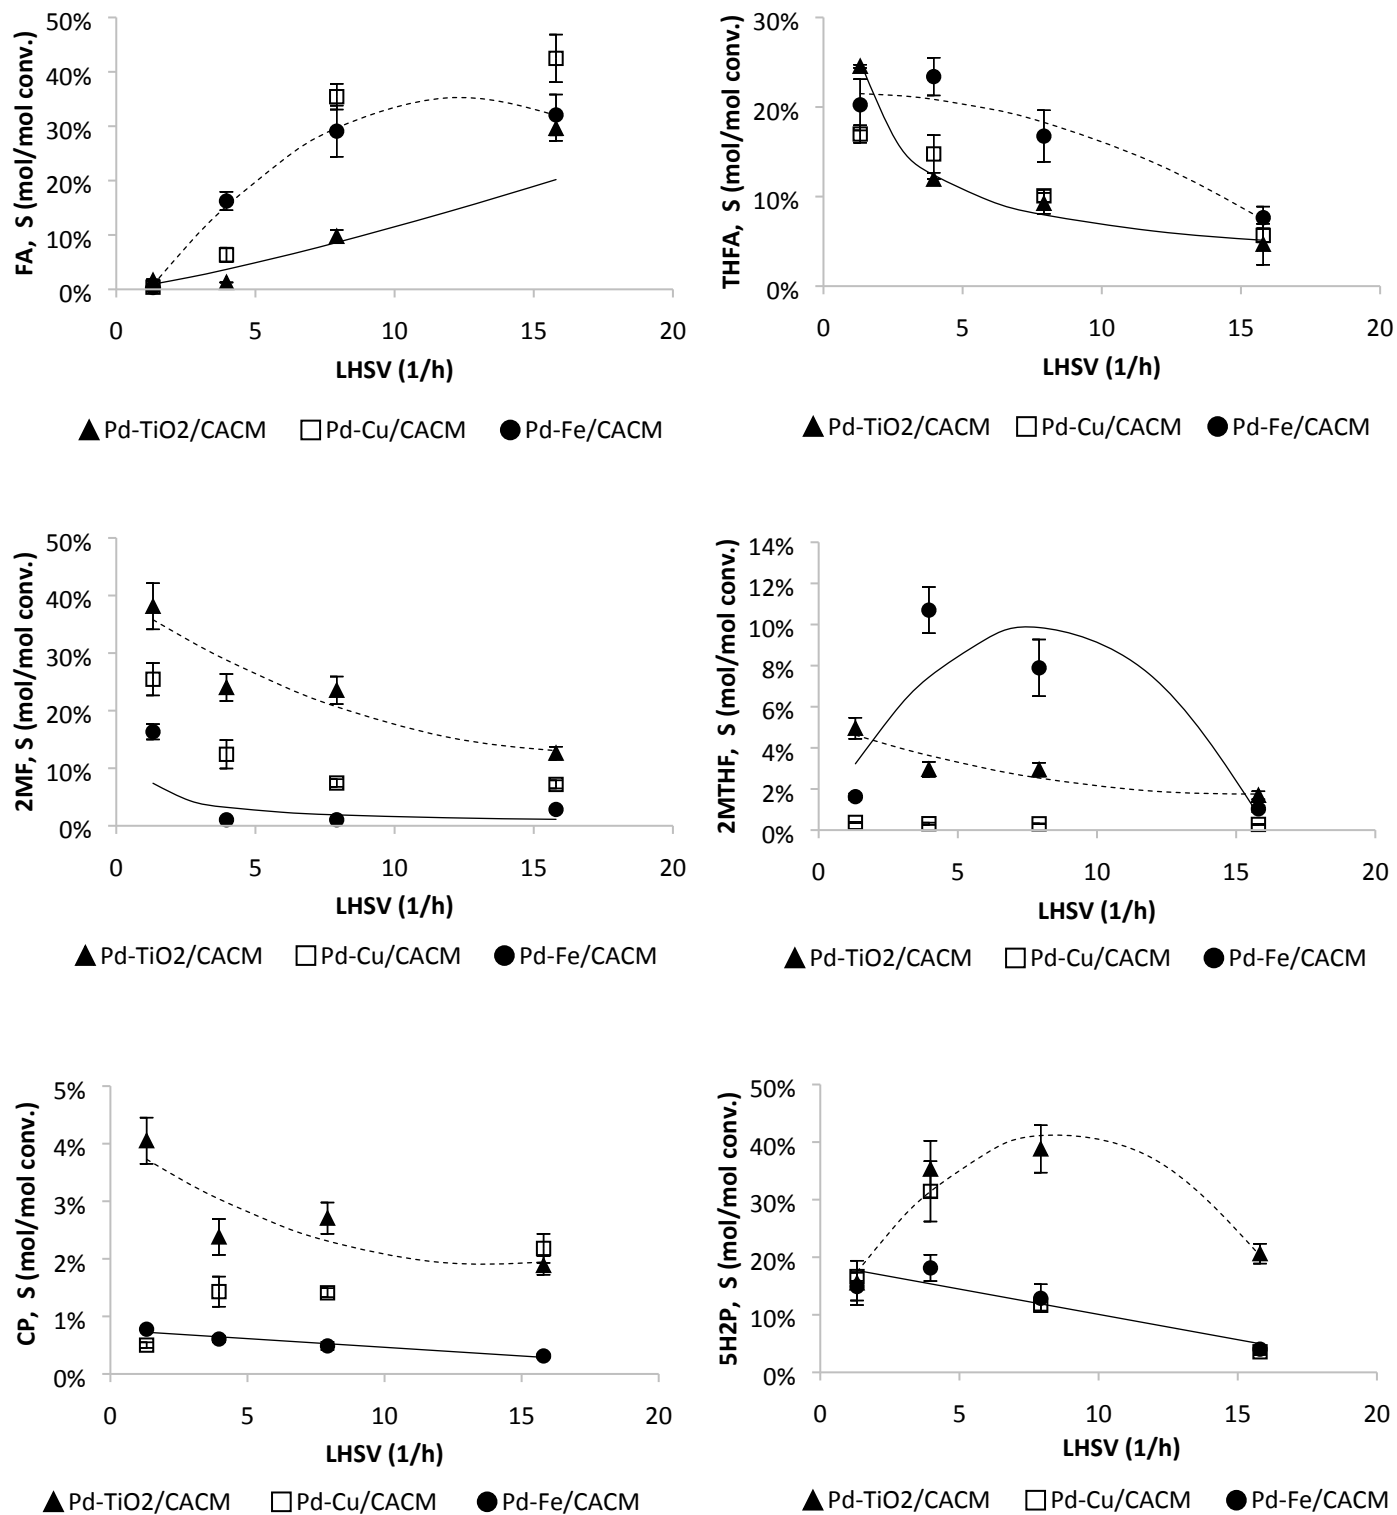 FA, S (mol/mol conv.)
50%
40%
30%
20%
10%
0%
0 5 10 15 20
LHSV (1/h)
Pd-TiO2/CACM Pd-Cu/CACM Pd-Fe/CACM
THFA, S (mol/mol conv.)
30%
20%
10%
0%
0 5 10 15 20
LHSV (1/h)
Pd-TiO2/CACM Pd-Cu/CACM Pd-Fe/CACM
2MF, S (mol/mol conv.)
50%
40%
30%
20%
10%
0%
0 5 10 15 20
LHSV (1/h)
Pd-TiO2/CACM Pd-Cu/CACM Pd-Fe/CACM
2MTHF, S (mol/mol conv.)
14%
12%
10%
8%
6%
4%
2%
0%
0 5 10 15 20
LHSV (1/h)
Pd-TiO2/CACM Pd-Cu/CACM Pd-Fe/CACM
CP, S (mol/mol conv.)
5%
4%
3%
2%
1%
0%
0 5 10 15 20
LHSV (1/h)
Pd-TiO2/CACM Pd-Cu/CACM Pd-Fe/CACM
5H2P, S (mol/mol conv.)
50%
40%
30%
20%
10%
0%
0 5 10 15 20
LHSV (1/h)
Pd-TiO2/CACM Pd-Cu/CACM Pd-Fe/CACM